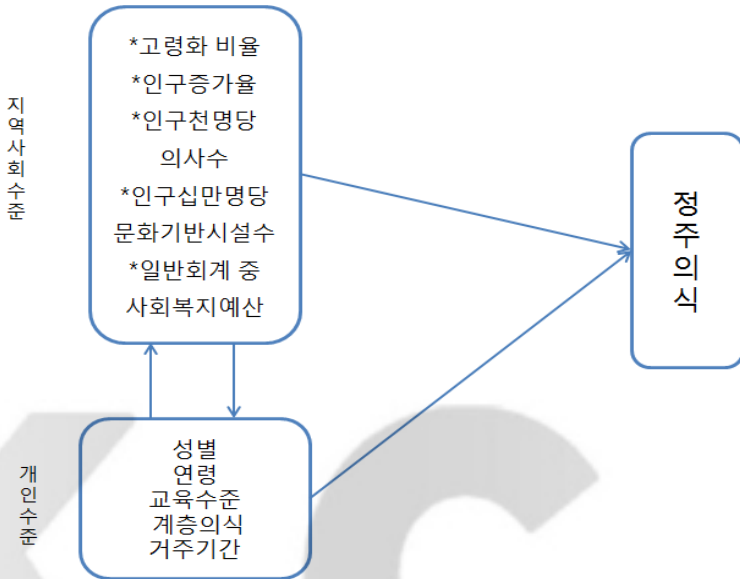 지역사회수준
*고령화 비율
*인구증가율
*인구천명당
의사수
*인구십만명당
문화기반시설수
*일반회계 중
사회복지예산
정주의식
개인수준
성별
연령
교육수준
계층의식
거주기간